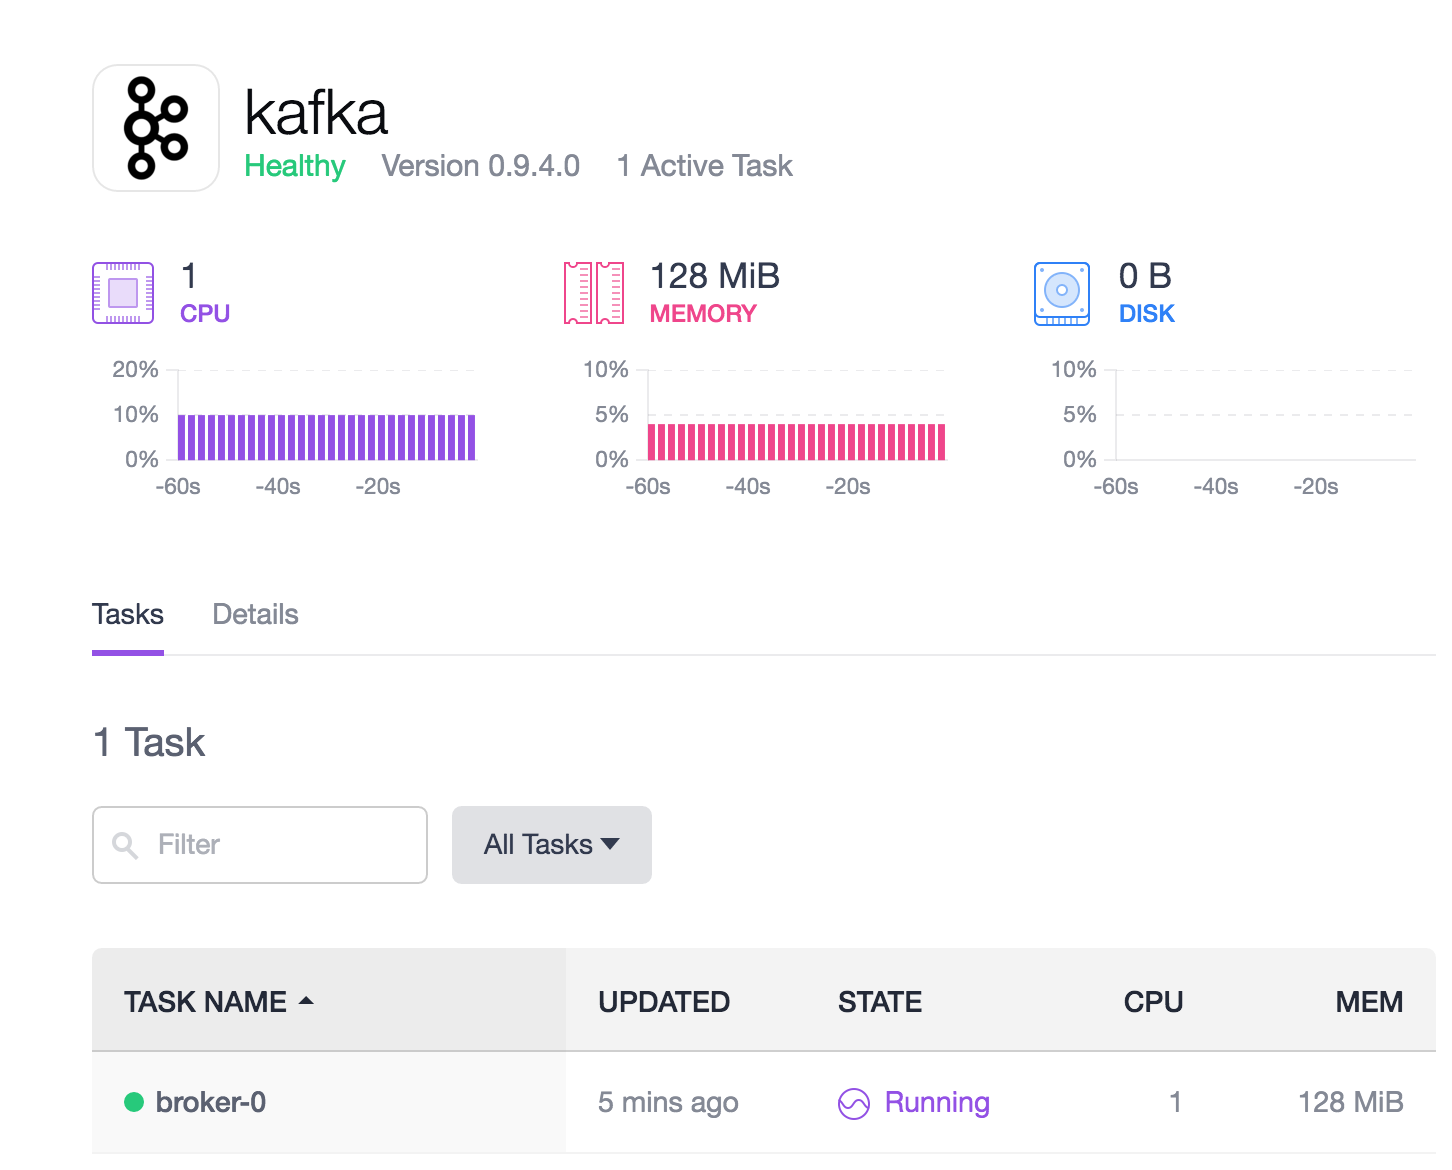 kafka
Healthy Version 0.9.4.0 1 Active Task
1
CPU
20%
10%
0%
-60s -40s -20s
128 MiB
MEMORY
10%
5%
0%
-60s -40s -20s
0 B
DISK
10%
5%
0%
-60s -40s -20s
Tasks Details
1 Task
Filter All Tasks
TASK NAME UPDATED STATE CPU MEM
broker-0 5 mins ago Running 1 128 MiB